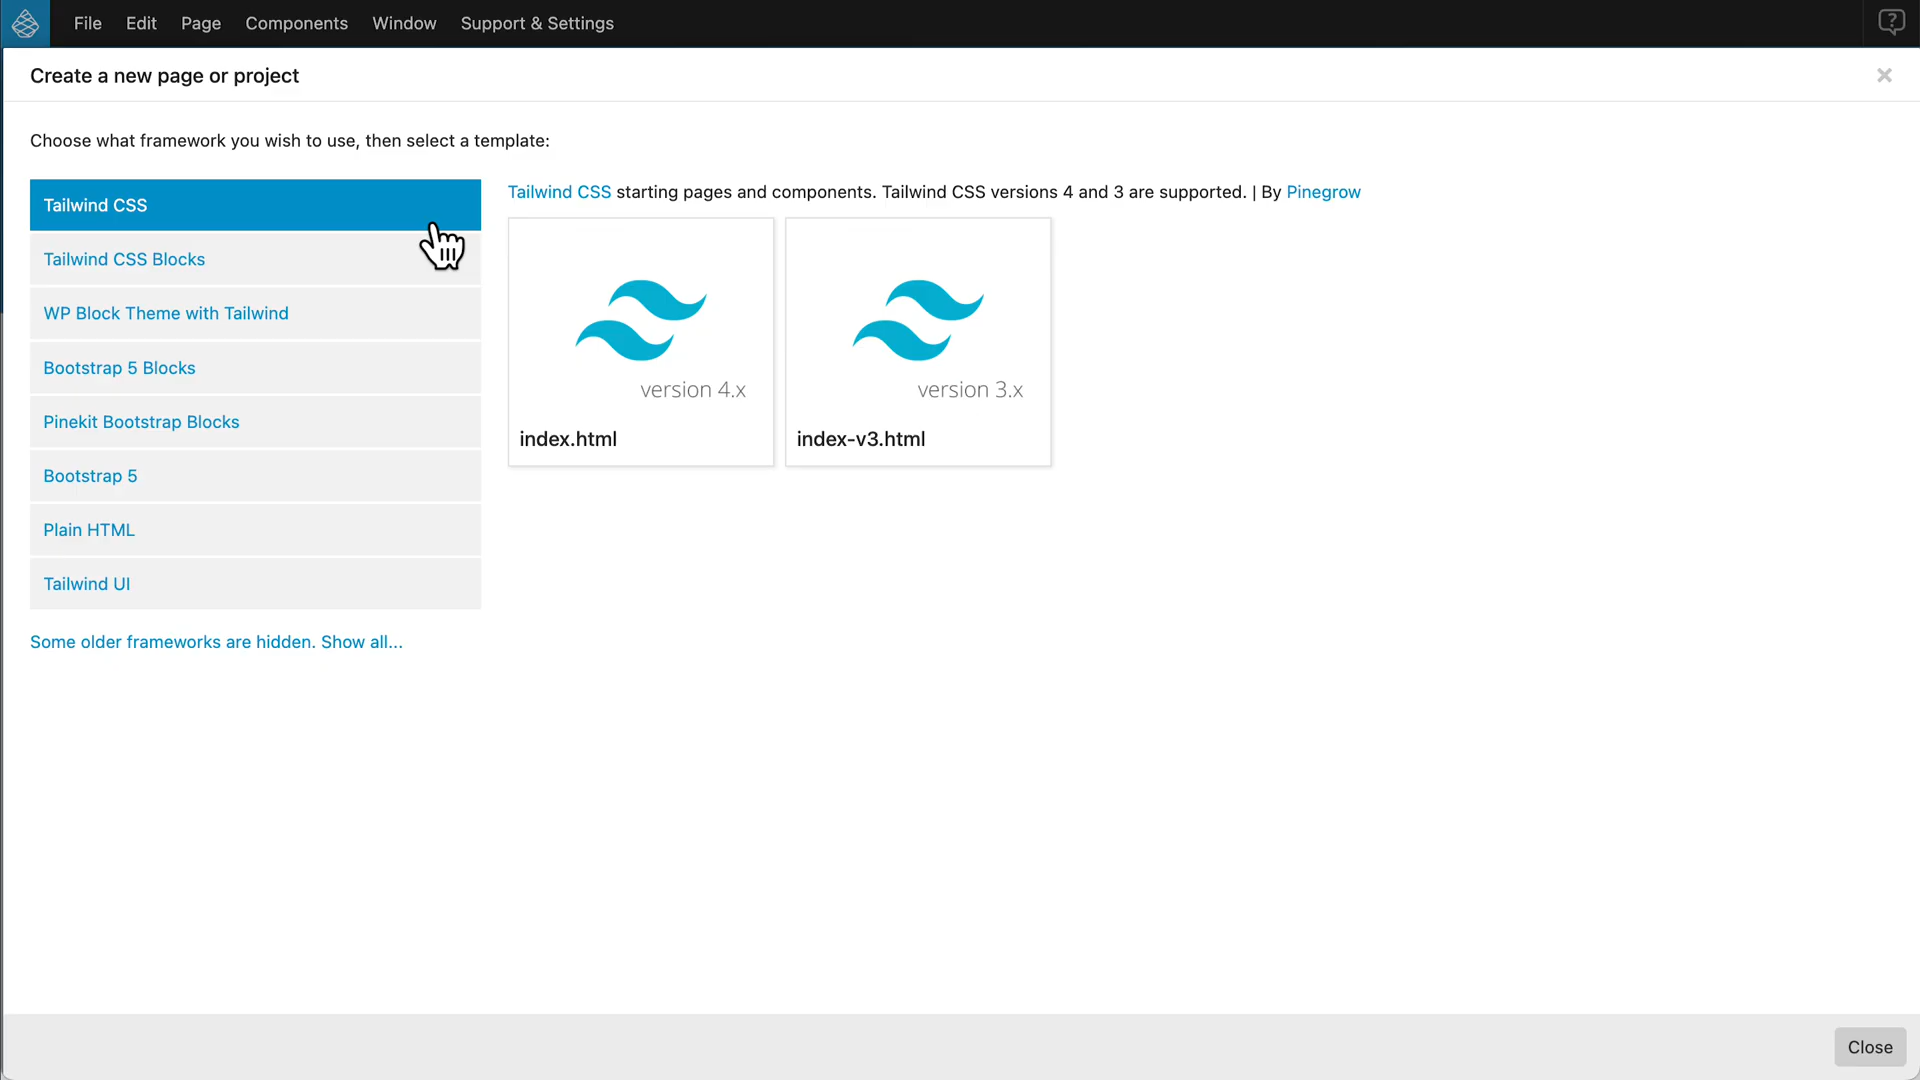 File Edit Page Components Window Support & Settings
Create a new page or project
Choose what framework you wish to use, then select a template:
Tailwind CSS
Tailwind CSS Blocks
WP Block Theme with Tailwind
Bootstrap 5 Blocks
Pinekit Bootstrap Blocks
Bootstrap 5
Plain HTML
Tailwind UI
Some older frameworks are hidden. Show all...
Tailwind CSS starting pages and components. Tailwind CSS versions 4 and 3 are supported. | By Pinegrow
version 4.x
index.html
version 3.x
index-v3.html
Close